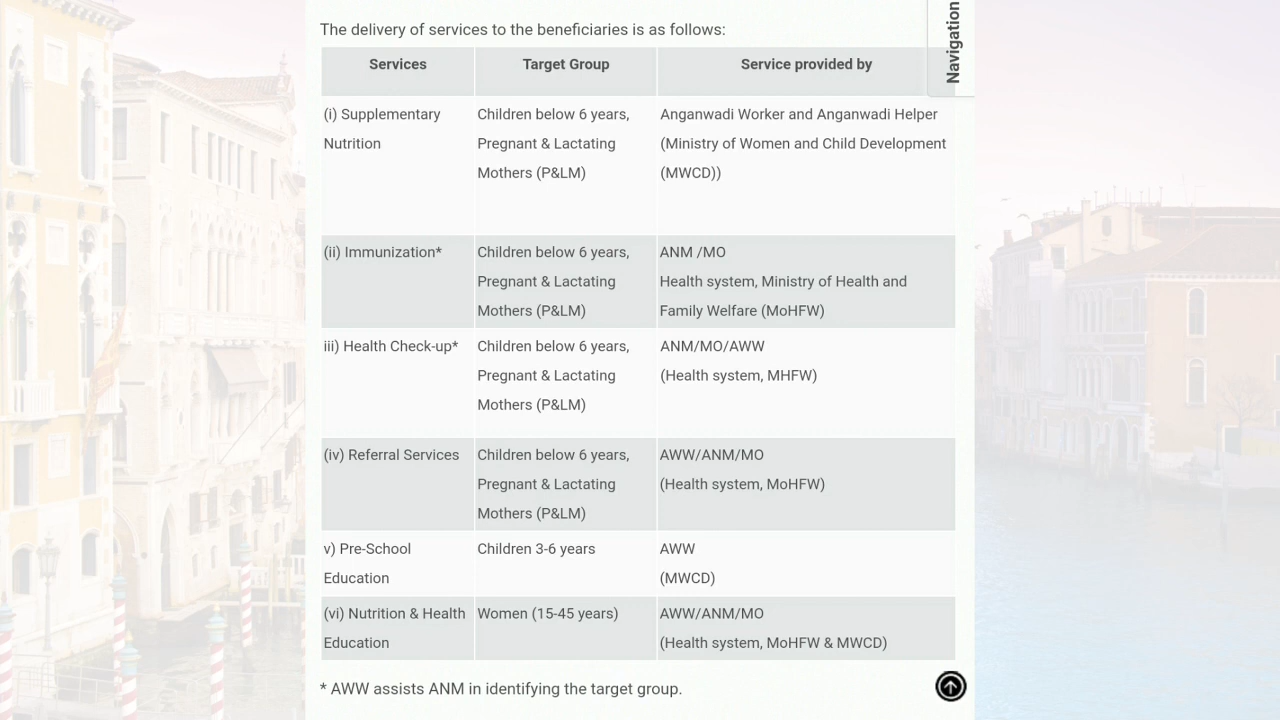 The delivery of services to the beneficiaries is as follows:
Navigation
Services Target Group Service provided by
(i) Supplementary Nutrition
Children below 6 years, Pregnant & Lactating Mothers (P&LM)
Anganwadi Worker and Anganwadi Helper (Ministry of Women and Child Development (MWCD))
(ii) Immunization*
Children below 6 years, Pregnant & Lactating Mothers (P&LM)
ANM /MO
Health system, Ministry of Health and Family Welfare (MoHFW)
iii) Health Check-up*
Children below 6 years, Pregnant & Lactating Mothers (P&LM)
ANM/MO/AWW
(Health system, MHFW)
(iv) Referral Services
Children below 6 years, Pregnant & Lactating Mothers (P&LM)
AWW/ANM/MO
(Health system, MoHFW)
v) Pre-School Education
Children 3-6 years
AWW
(MWCD)
(vi) Nutrition & Health Education
Women (15-45 years)
AWW/ANM/MO
(Health system, MoHFW & MWCD)
* AWW assists ANM in identifying the target group.